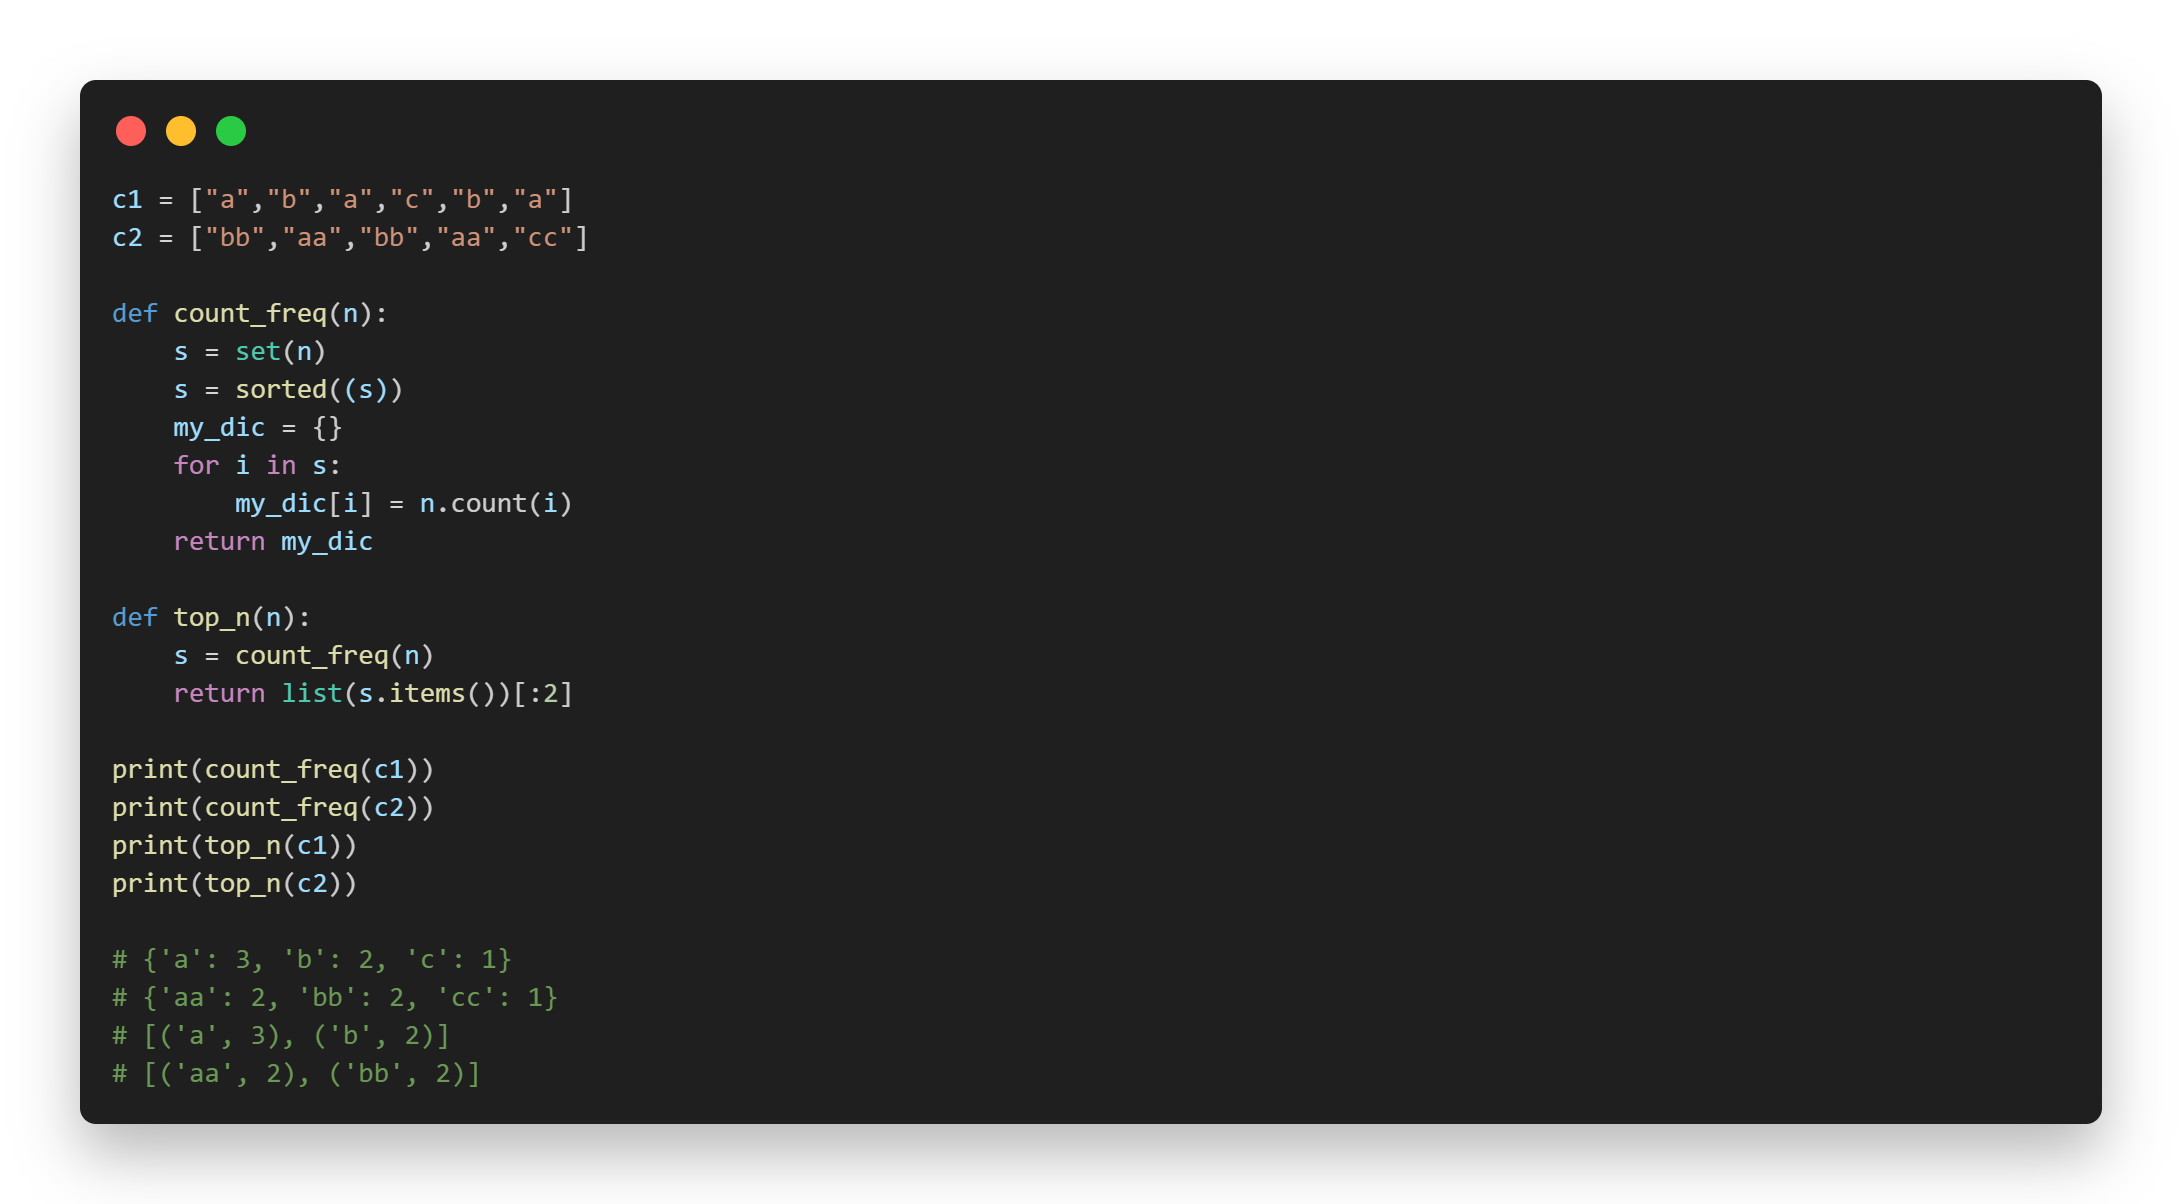 c1 = ["a","b","a","c","b","a"]
c2 = ["bb","aa","bb","aa","cc"]

def count_freq(n):
    s = set(n)
    s = sorted((s))
    my_dic = {}
    for i in s:
        my_dic[i] = n.count(i)
    return my_dic

def top_n(n):
    s = count_freq(n)
    return list(s.items())[:2]

print(count_freq(c1))
print(count_freq(c2))
print(top_n(c1))
print(top_n(c2))

# {'a': 3, 'b': 2, 'c': 1}
# {'aa': 2, 'bb': 2, 'cc': 1}
# [('a', 3), ('b', 2)]
# [('aa', 2), ('bb', 2)]